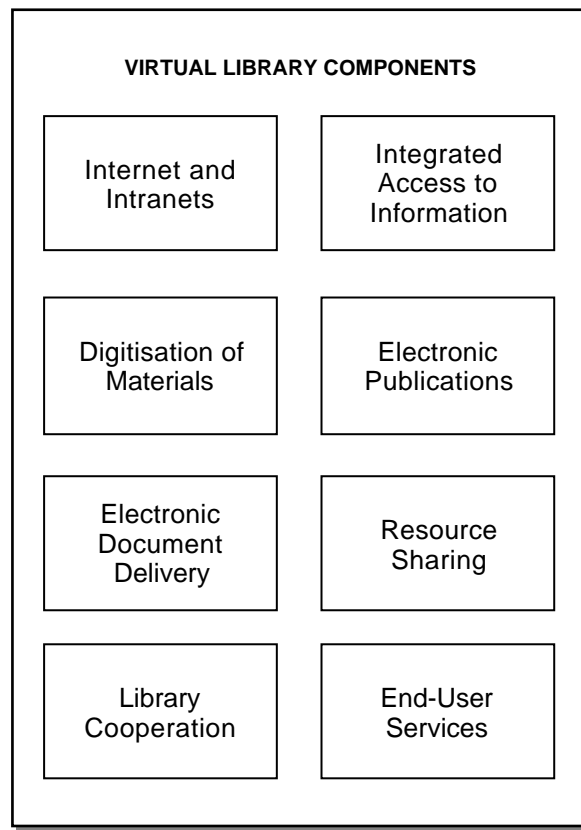 VIRTUAL LIBRARY COMPONENTS
Internet and
Intranets
Integrated
Access to
Information
Digitisation of
Materials
Electronic
Publications
Electronic
Document
Delivery
Resource
Sharing
Library
Cooperation
End-User
Services